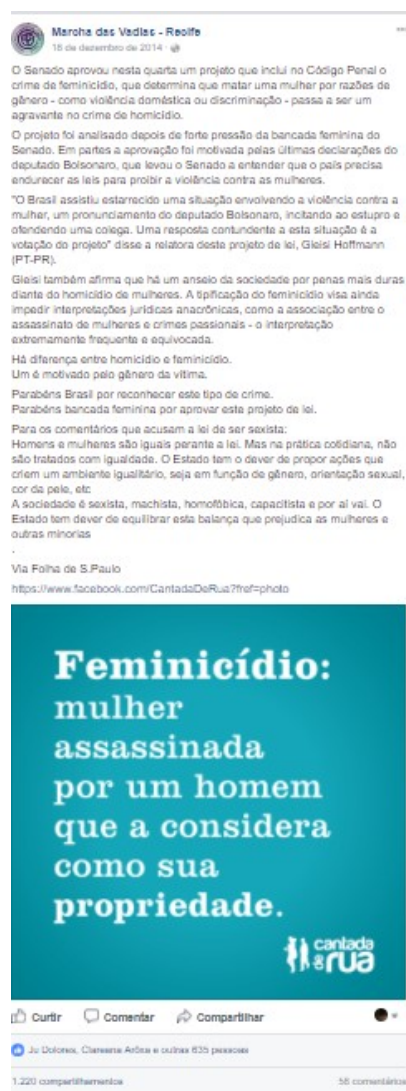 Marcha das Vadias - Recife
18 de dezembro de 2014 ·
O Senado aprovou nesta quarta um projeto que inclui no Código Penal o
crime de feminicídio, que determina que matar uma mulher por razões de
gênero - como violência doméstica ou discriminação - passa a ser um
agravante no crime de homicídio.
O projeto foi analisado depois de forte pressão da bancada feminina do
Senado. Em partes a aprovação foi motivada pelas últimas declarações do
deputado Bolsonaro, que levou o Senado a entender que o país precisa
endurecer as leis para proibir a violência contra as mulheres.
"O Brasil assistiu estarrecido uma situação envolvendo a violência contra a
mulher, um pronunciamento do deputado Bolsonaro, incitando ao estupro e
ofendendo uma colega. Uma resposta contundente a esta situação é a
votação do projeto" disse a relatora deste projeto de lei, Gleisi Hoffmann
(PT-PR).
Gleisi também afirma que há um anseio da sociedade por penas mais duras
diante do homicídio de mulheres. A tipificação do feminicídio visa ainda
impedir interpretações jurídicas anacrônicas, como a associação entre o
assassinato de mulheres e crimes passionais - o interpretação
extremamente frequente e equivocada.
Há diferença entre homicídio e feminicídio.
Um é motivado pelo gênero da vítima.
Parabéns Brasil por reconhecer este tipo de crime.
Parabéns bancada feminina por aprovar este projeto de lei.
Para os comentários que acusam a lei de ser sexista:
Homens e mulheres são iguais perante a lei. Mas na prática cotidiana, não
são tratados com igualdade. O Estado tem o dever de propor ações que
criem um ambiente igualitário, seja em função de gênero, orientação sexual,
cor da pele, etc
A sociedade é sexista, machista, homofóbica, capacitista e por aí vai. O
Estado tem dever de equilibrar esta balança que prejudica as mulheres e
outras minorias
.
Via Folha de S.Paulo
https://www.facebook.com/CantadaDeRua?fref=photo
Feminicídio:
mulher
assassinada
por um homem
que a considera
como sua
propriedade.
cantada
de rua
Curtir Comentar Compartilhar
Ju Dolores, Clareana Arôxa e outras 635 pessoas
1.220 compartilhamentos 58 comentários